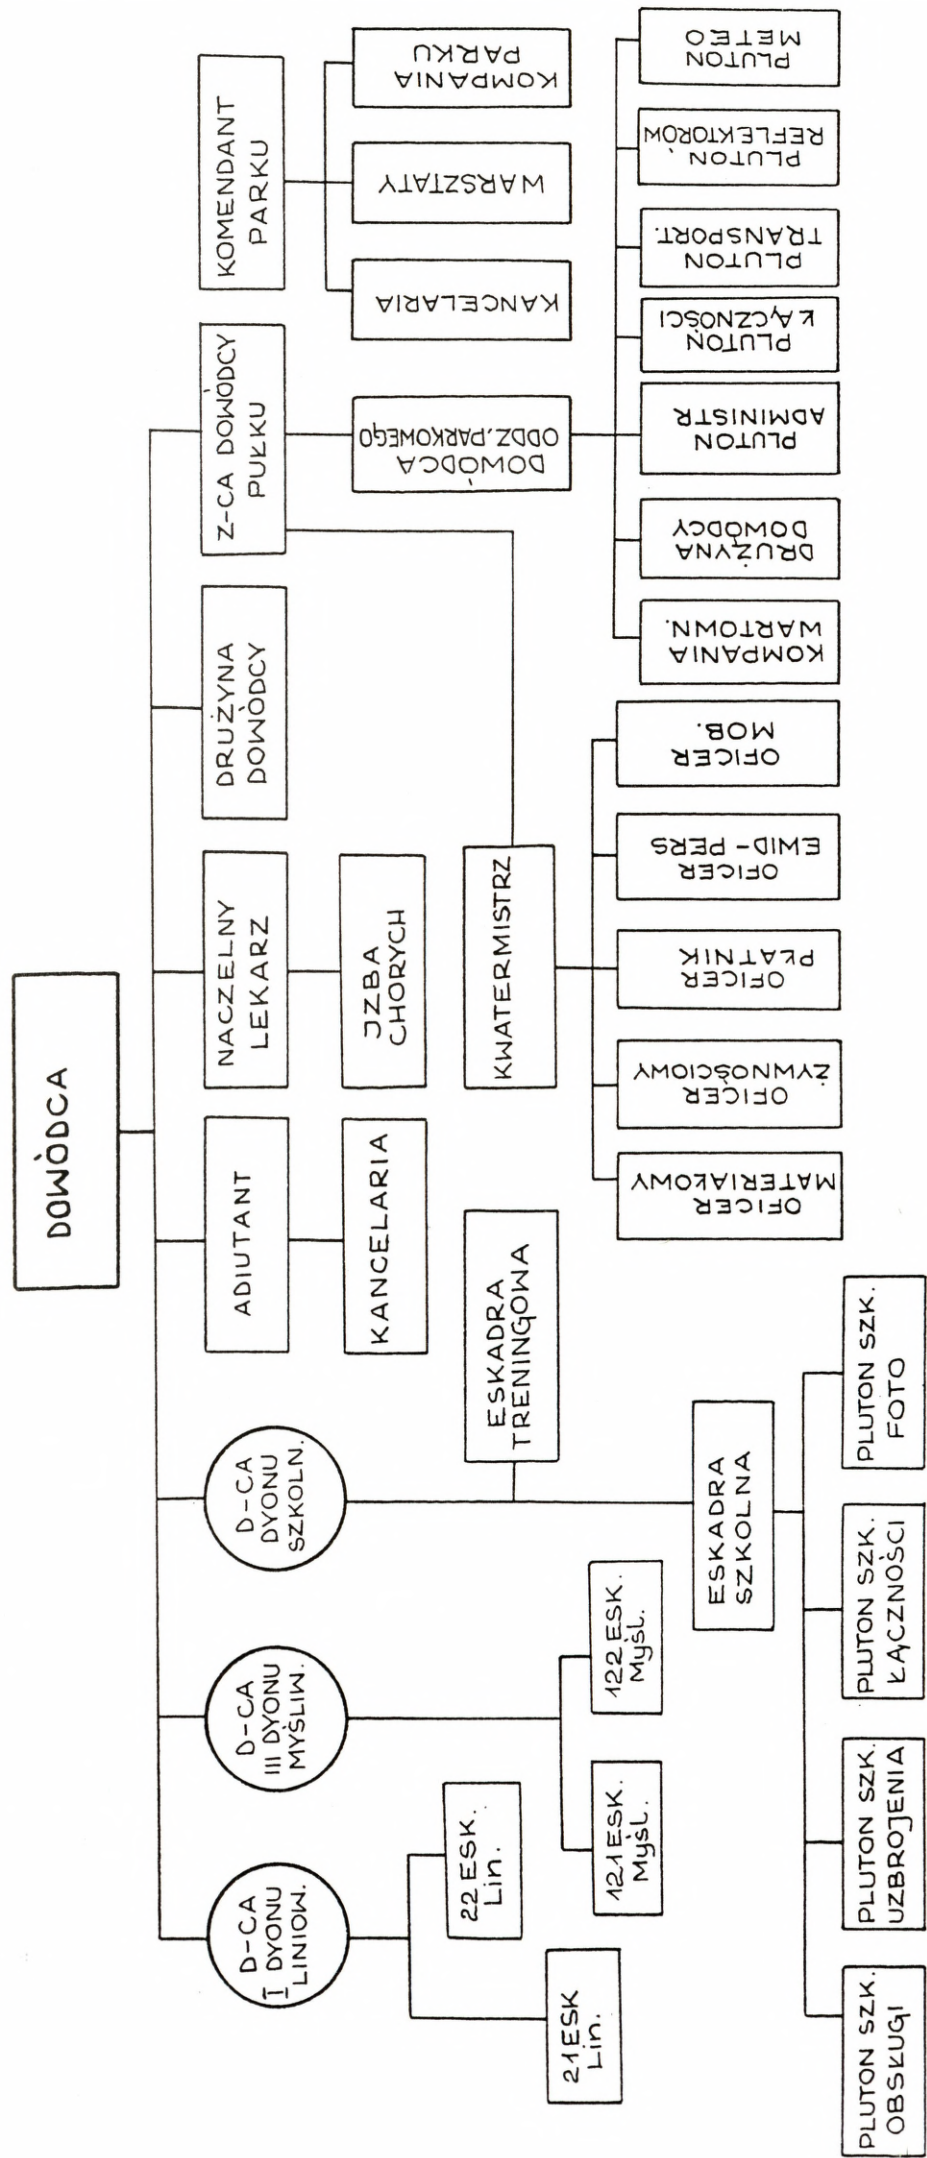 DOWÒDCA
D-CA
I DYONU
LINIOW.
D-CA
III DYONU
MYŚLIW.
D-CA
DYONU
SZKOLN.
ADIUTANT
NACZELNY
LEKARZ
DRUŻYNA
DOWÓDCY
Z-CA DOWÓDCY
PUŁKU
KOMENDANT
PARKU
21 ESK
Lin.
22 ESK.
Lin.
121 ESK.
Myśl.
122 ESK.
Myśl.
ESKADRA
TRENINGOWA
ESKADRA
SZKOLNA
PLUTON SZK.
OBSŁUGI
PLUTON SZK.
UZBROJENIA
PLUTON SZK.
ŁĄCZNOŚCI
PLUTON SZK.
FOTO
KANCELARIA
JZBA
CHORYCH
KWATERMISTRZ
OFICER
MATERIAŁOWY
OFICER
ŻYWNOŚCIOWY
OFICER
PŁATNIK
OFICER
EWID-PERS
OFICER
MOB.
DOWÓDCA
ODDZ. PARKOWEGO
KOMPANIA
WARTOWN.
DRUŻYNA
DOWÓDCY
PLUTON
ADMINISTR
PLUTON
ŁĄCZNOŚCI
PLUTON
TRANSPORT.
PLUTON
REFLEKTORÓW
PLUTON
METEO
KANCELARIA
WARSZTATY
KOMPANIA
PARKU